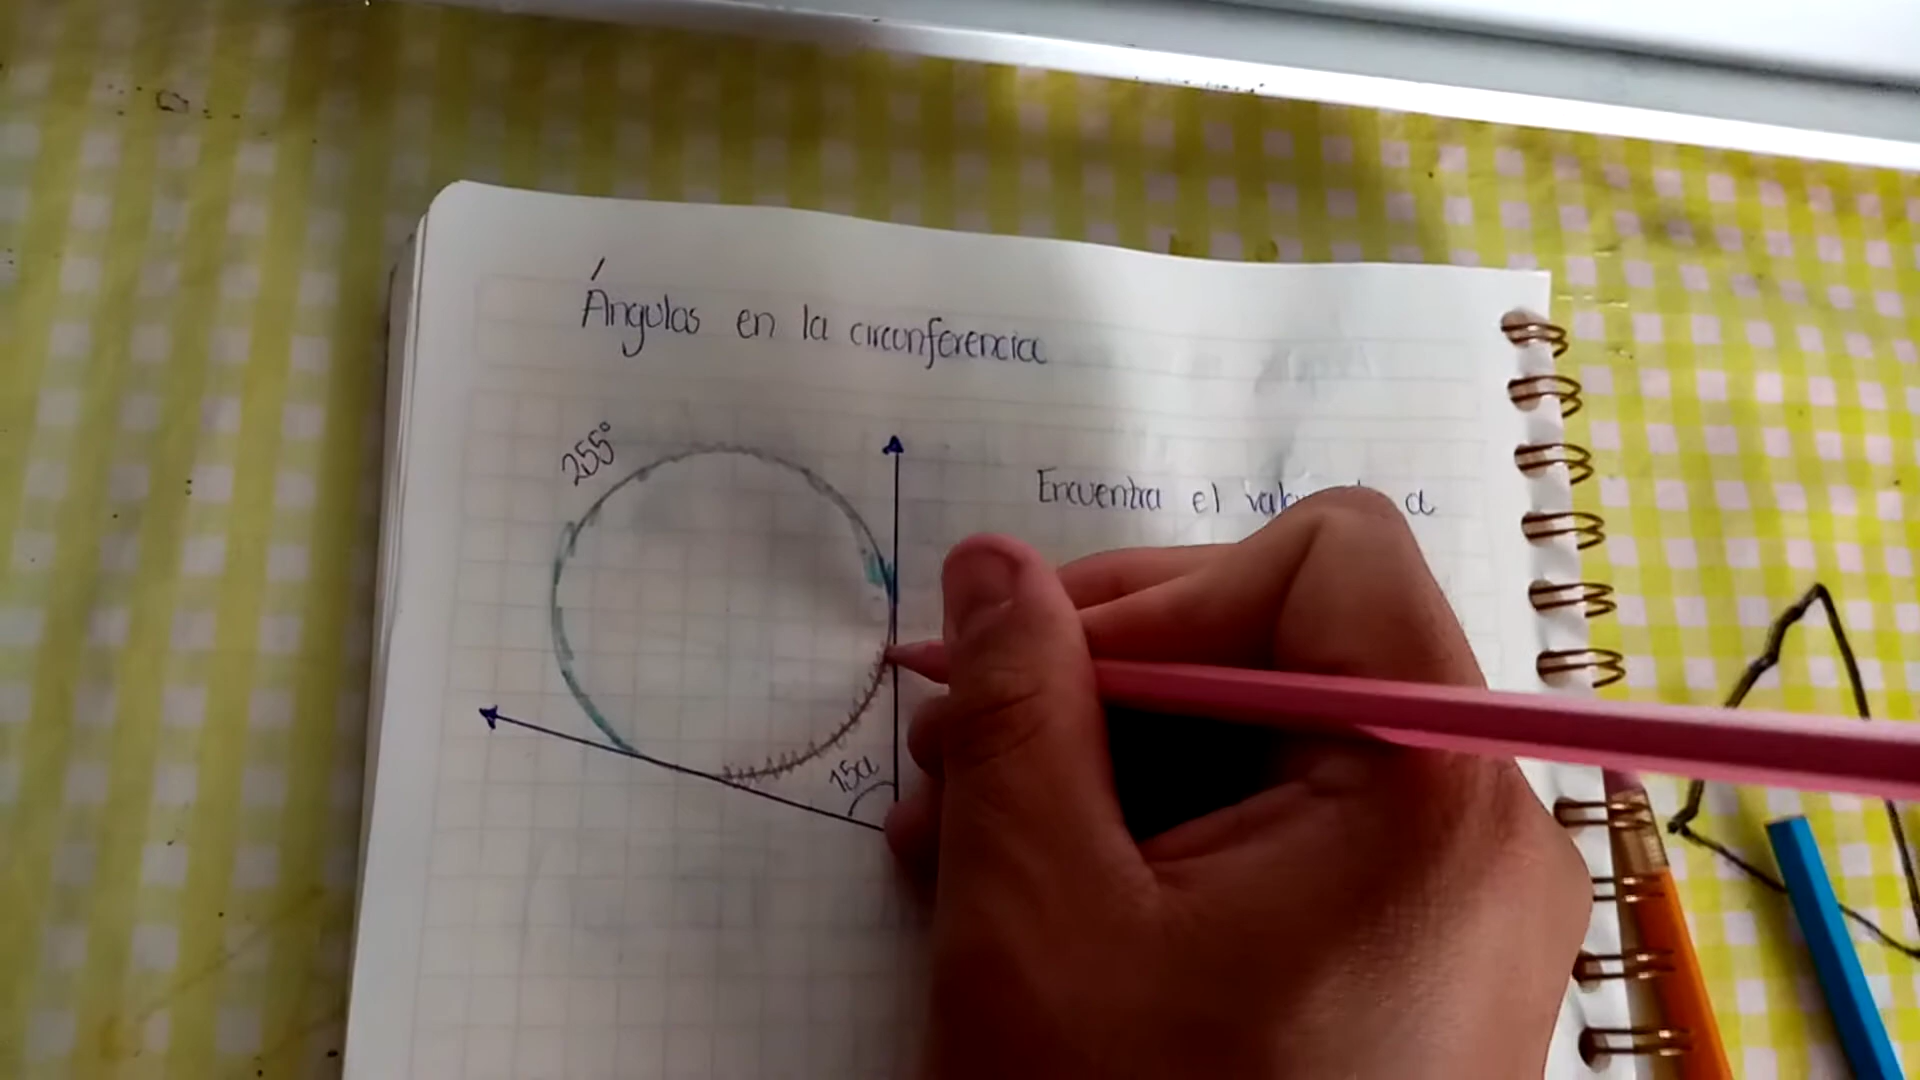 Ángulos en la circunferencia
255°
Encuentra el a
15a